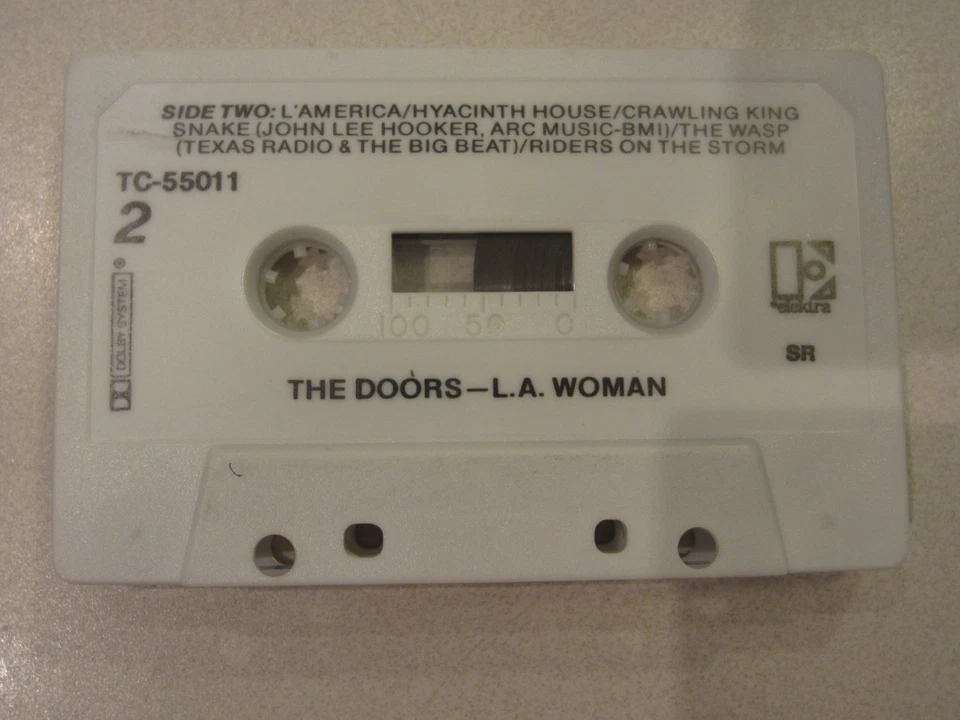 SIDE TWO: L'AMERICA/HYACINTH HOUSE/CRAWLING KING
SNAKE (JOHN LEE HOOKER, ARC MUSIC-BMI)/THE WASP
(TEXAS RADIO & THE BIG BEAT)/RIDERS ON THE STORM
TC-55011
2
® DOLBY SYSTEM
100 50 0
elektra
SR
THE DOORS—L.A. WOMAN